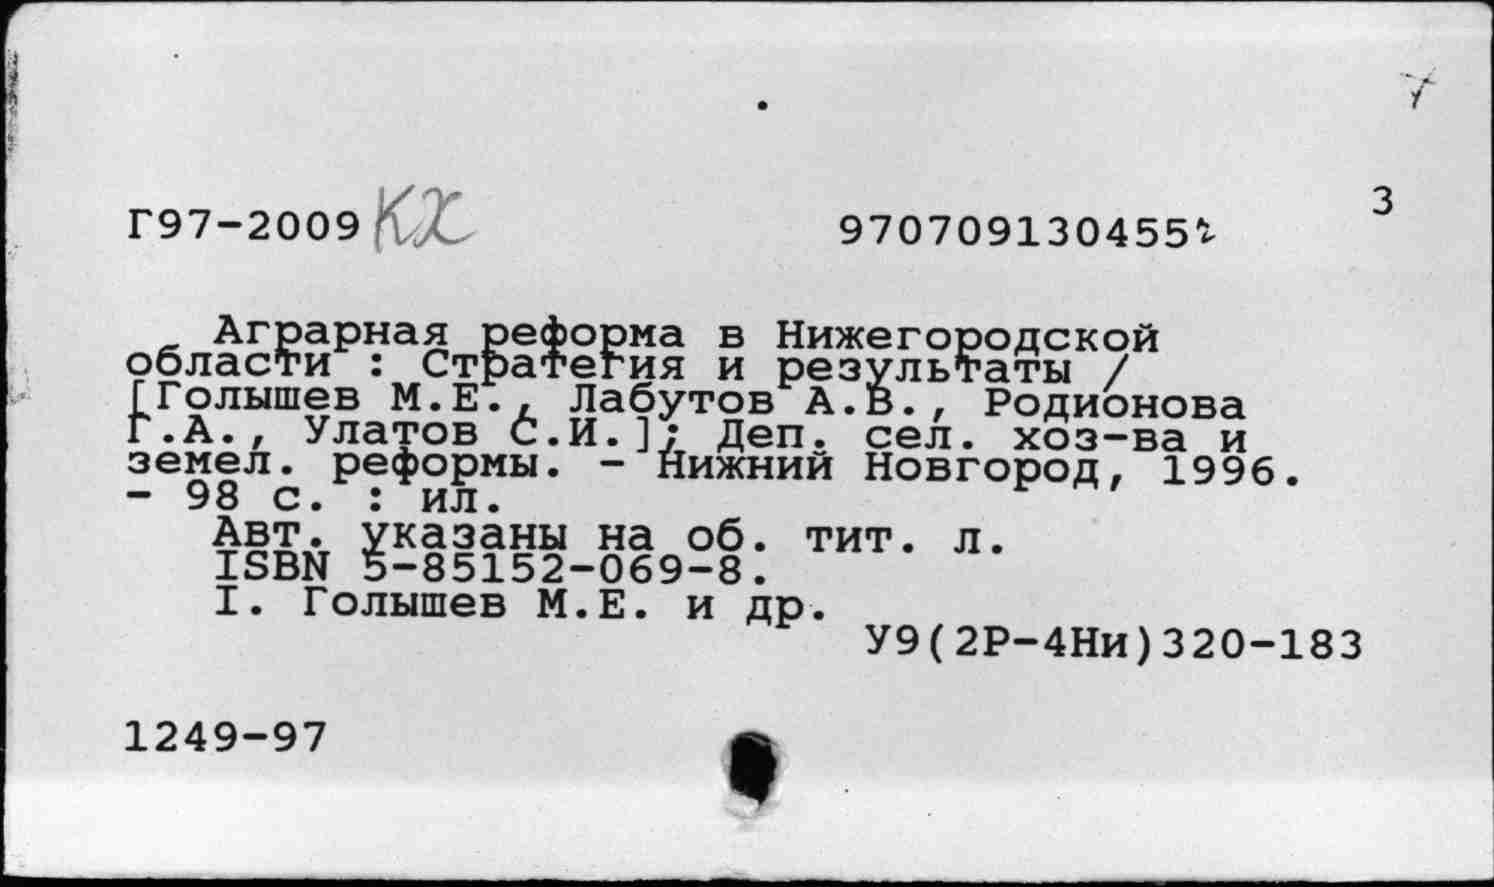 7
3
Г97-2009 КХ 970709130455
Аграрная реформа в Нижегородской
области : Стратегия и результаты /
[Голышев М.Е., Лабутов А.В., Родионова
Г.А., Улатов С.И.]; Деп. сел. хоз-ва и
земел. реформы. - Нижний Новгород, 1996.
- 98 с. : ил.
Авт. указаны на об. тит. л.
ISBN 5-85152-069-8.
I. Голышев М.Е. и др.
У9(2Р-4Ни)320-183
1249-97